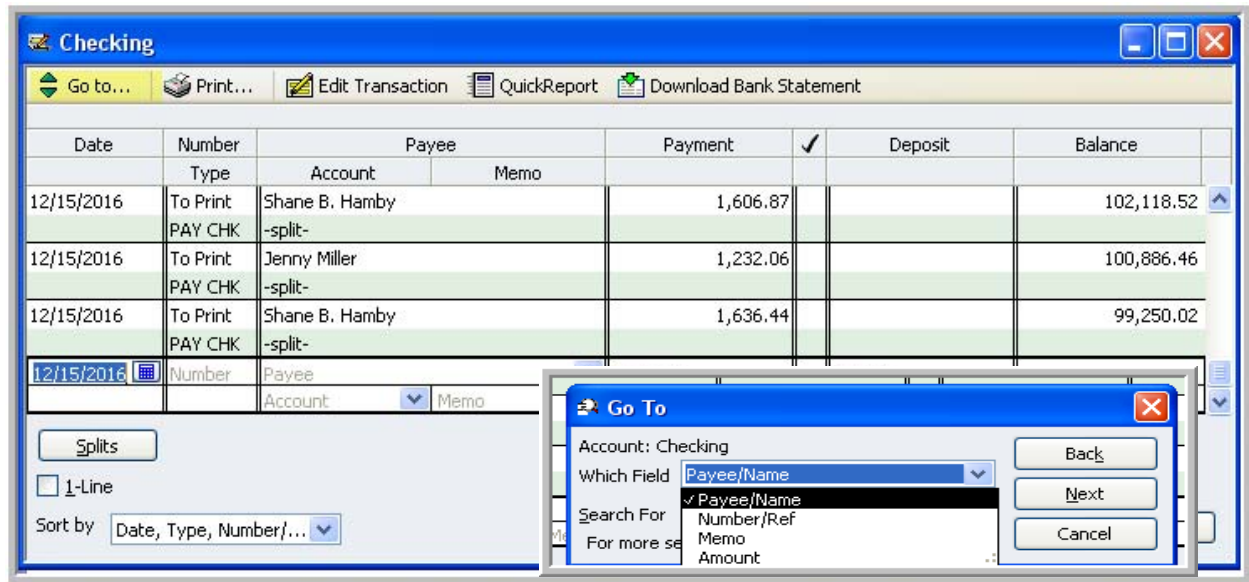 Checking
Go to... Print... Edit Transaction QuickReport Download Bank Statement
Date Number Payee Payment ✓ Deposit Balance
Type Account Memo
12/15/2016 To Print Shane B. Hamby 1,606.87 102,118.52
PAY CHK -split-
12/15/2016 To Print Jenny Miller 1,232.06 100,886.46
PAY CHK -split-
12/15/2016 To Print Shane B. Hamby 1,636.44 99,250.02
PAY CHK -split-
12/15/2016 Number Payee
Account Memo
Splits
1-Line
Sort by Date, Type, Number/...
Go To
Account: Checking
Which Field Payee/Name
✓ Payee/Name
Search For Number/Ref
Memo
For more se
Amount
Back
Next
Cancel